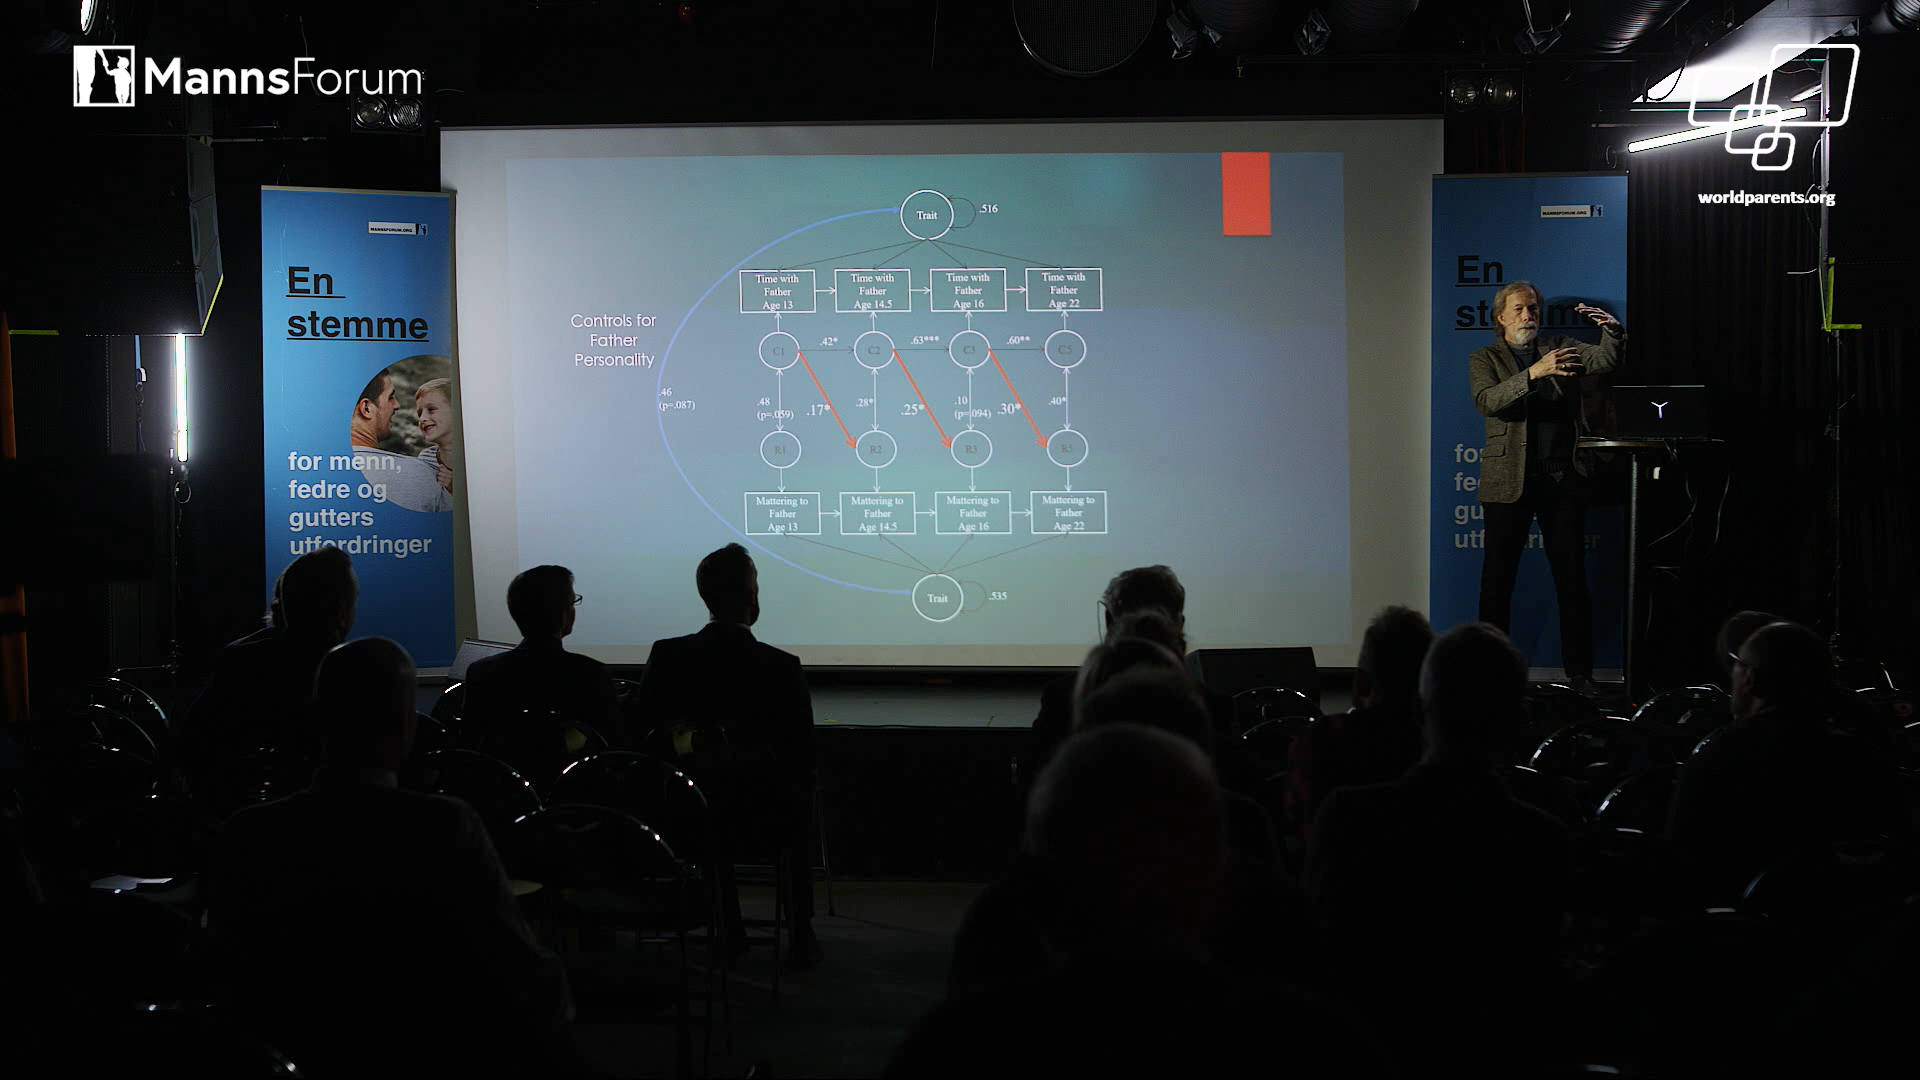 MannsForum
worldparents.org
MANNSFORUM.ORG
En
stemme
for menn,
fedre og
gutters
utfordringer
Controls for
Father
Personality
Trait
.516
Time with
Father
Age 13
Time with
Father
Age 14.5
Time with
Father
Age 16
Time with
Father
Age 22
C1
.42*
C2
.63***
C3
.60**
C5
.46
(p=.087)
.48
(p=.059)
.17*
.28*
.25*
.10
(p=.094)
.30*
.40*
R1
R2
R3
R5
Mattering to
Father
Age 13
Mattering to
Father
Age 14.5
Mattering to
Father
Age 16
Mattering to
Father
Age 22
Trait
.535
MANNSFORUM.ORG
En